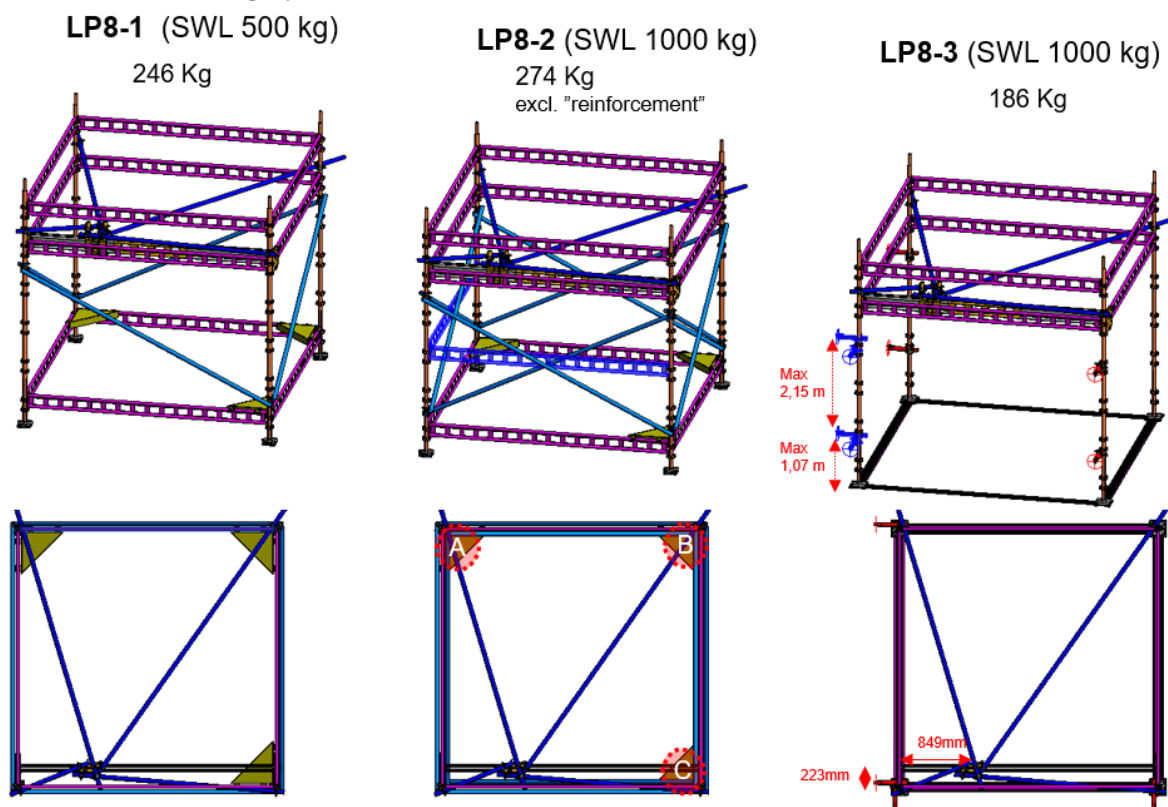 LP8-1 (SWL 500 kg)
246 Kg
LP8-2 (SWL 1000 kg)
274 Kg
excl. ”reinforcement”
LP8-3 (SWL 1000 kg)
186 Kg
Max
2,15 m
Max
1,07 m
A
B
C
849mm
223mm